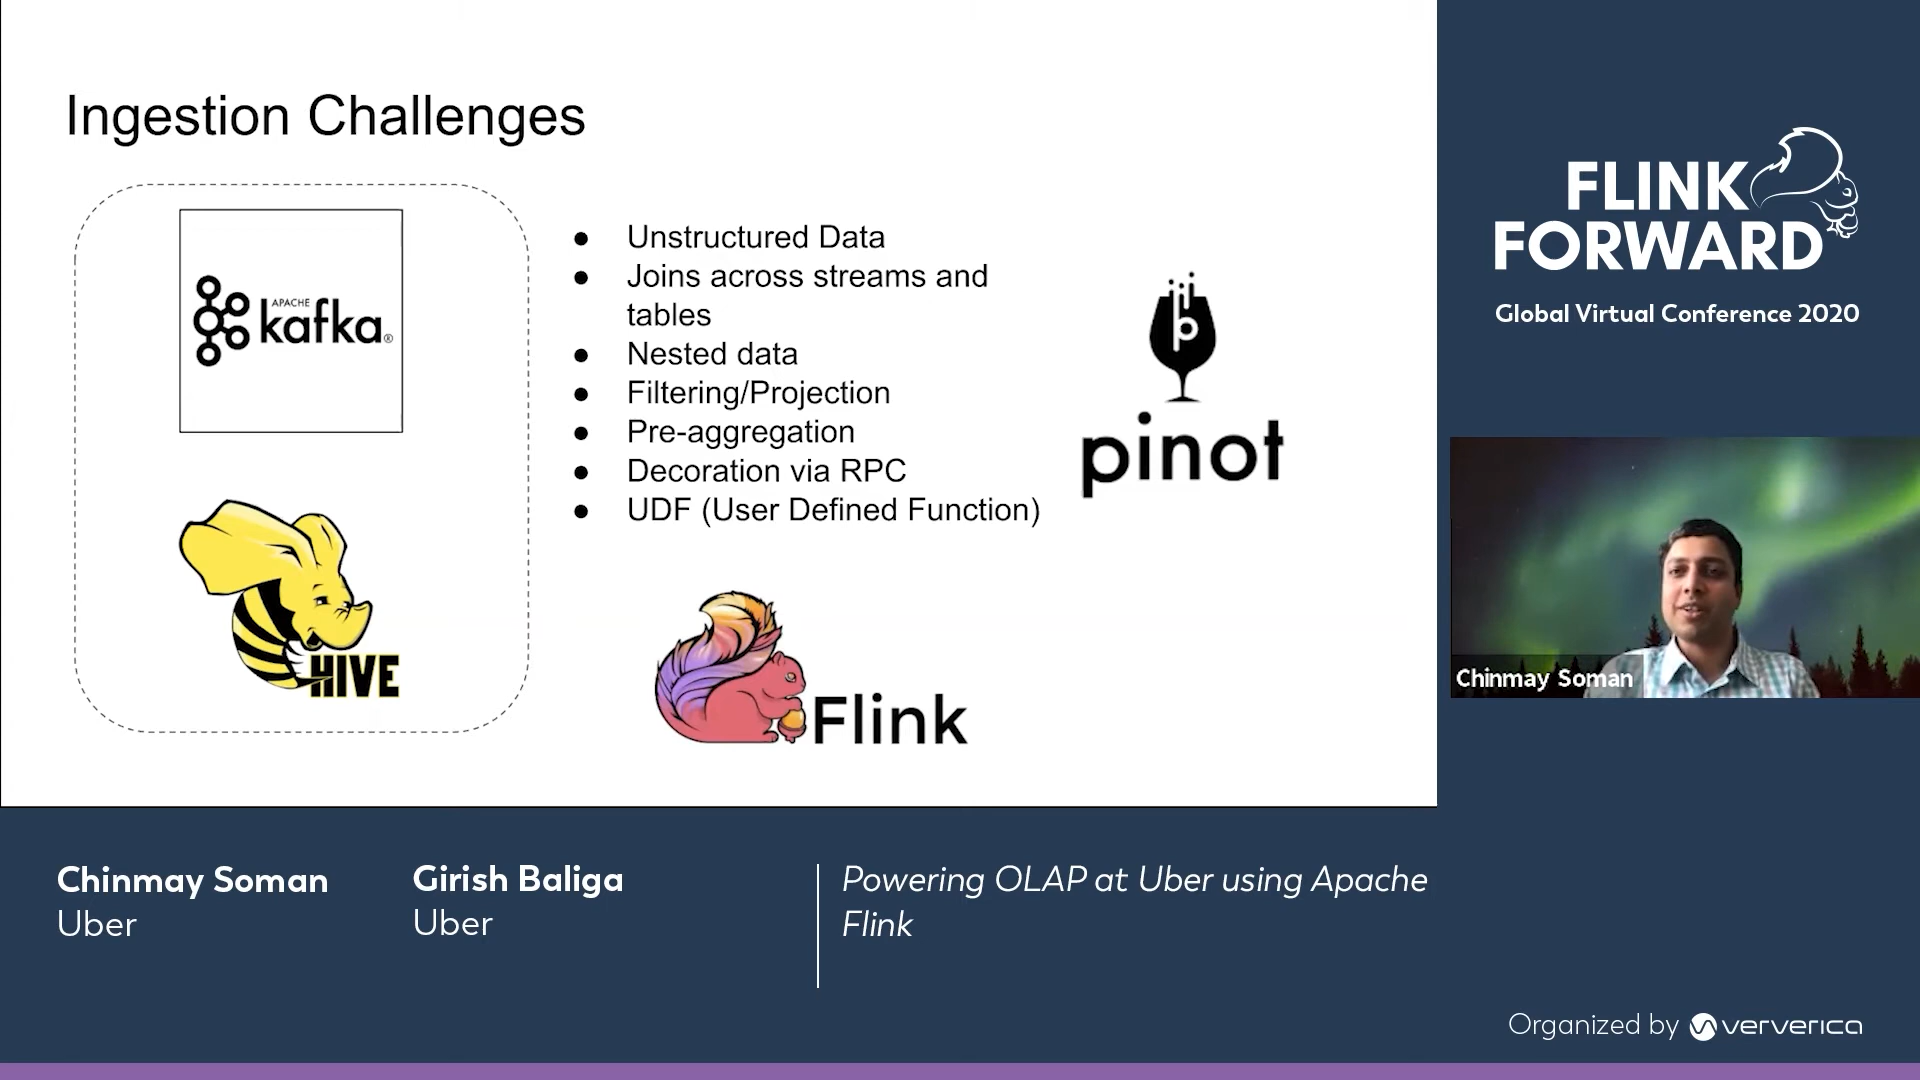 Ingestion Challenges
APACHE
kafka®
HIVE
● Unstructured Data
● Joins across streams and
tables
● Nested data
● Filtering/Projection
● Pre-aggregation
● Decoration via RPC
● UDF (User Defined Function)
Flink
p
pinot
FLINK
FORWARD
Global Virtual Conference 2020
Chinmay Soman
Chinmay Soman
Uber
Girish Baliga
Uber
Powering OLAP at Uber using Apache
Flink
Organized by ververica